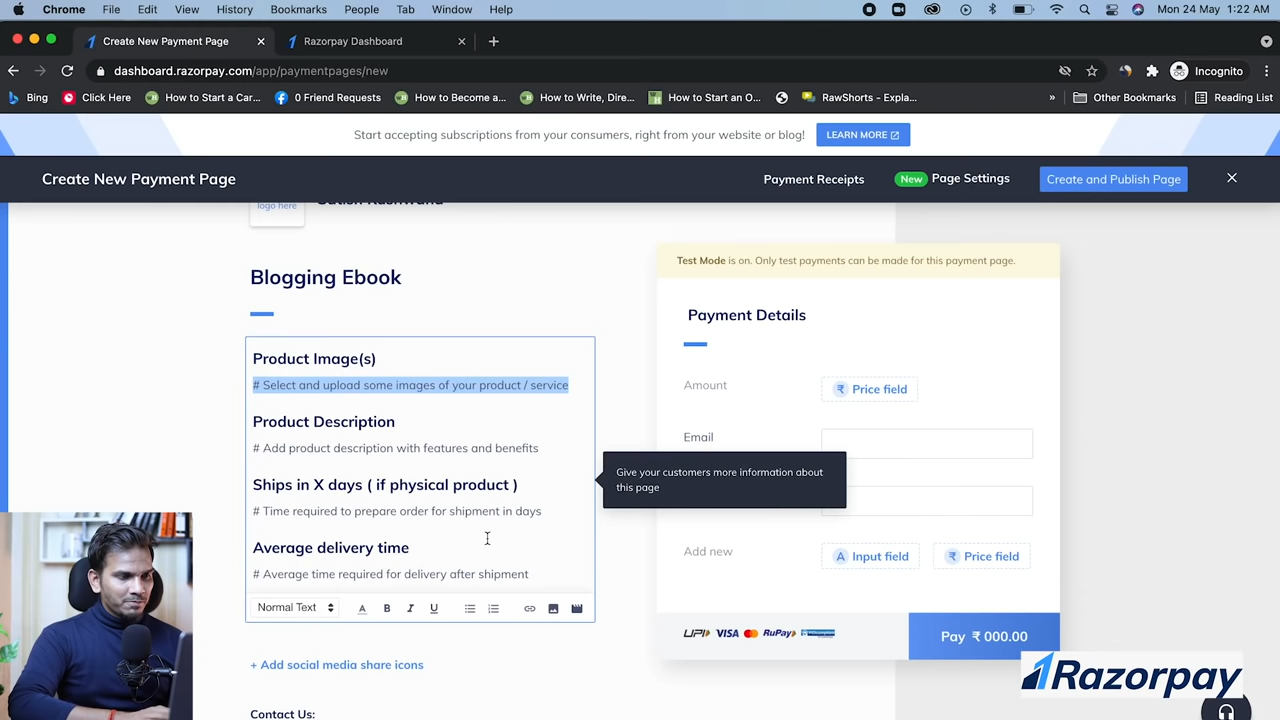 Chrome File Edit View History Bookmarks People Tab Window Help Mon 24 May 1:22 AM
Create New Payment Page Razorpay Dashboard
dashboard.razorpay.com/app/paymentpages/new Incognito
Bing Click Here How to Start a Car... 0 Friend Requests How to Become a... How to Write, Dire... How to Start an O... RawShorts - Expla... » Other Bookmarks Reading List
Start accepting subscriptions from your consumers, right from your website or blog! LEARN MORE
Create New Payment Page Payment Receipts New Page Settings Create and Publish Page
logo here
Blogging Ebook
Product Image(s)
# Select and upload some images of your product / service
Product Description
# Add product description with features and benefits
Ships in X days ( if physical product )
# Time required to prepare order for shipment in days
Average delivery time
# Average time required for delivery after shipment
Normal Text A B I U
+ Add social media share icons
Contact Us:
Give your customers more information about
this page
Test Mode is on. Only test payments can be made for this payment page.
Payment Details
Amount ₹ Price field
Email
Add new A Input field ₹ Price field
UPI VISA RuPay Pay ₹ 000.00
Razorpay